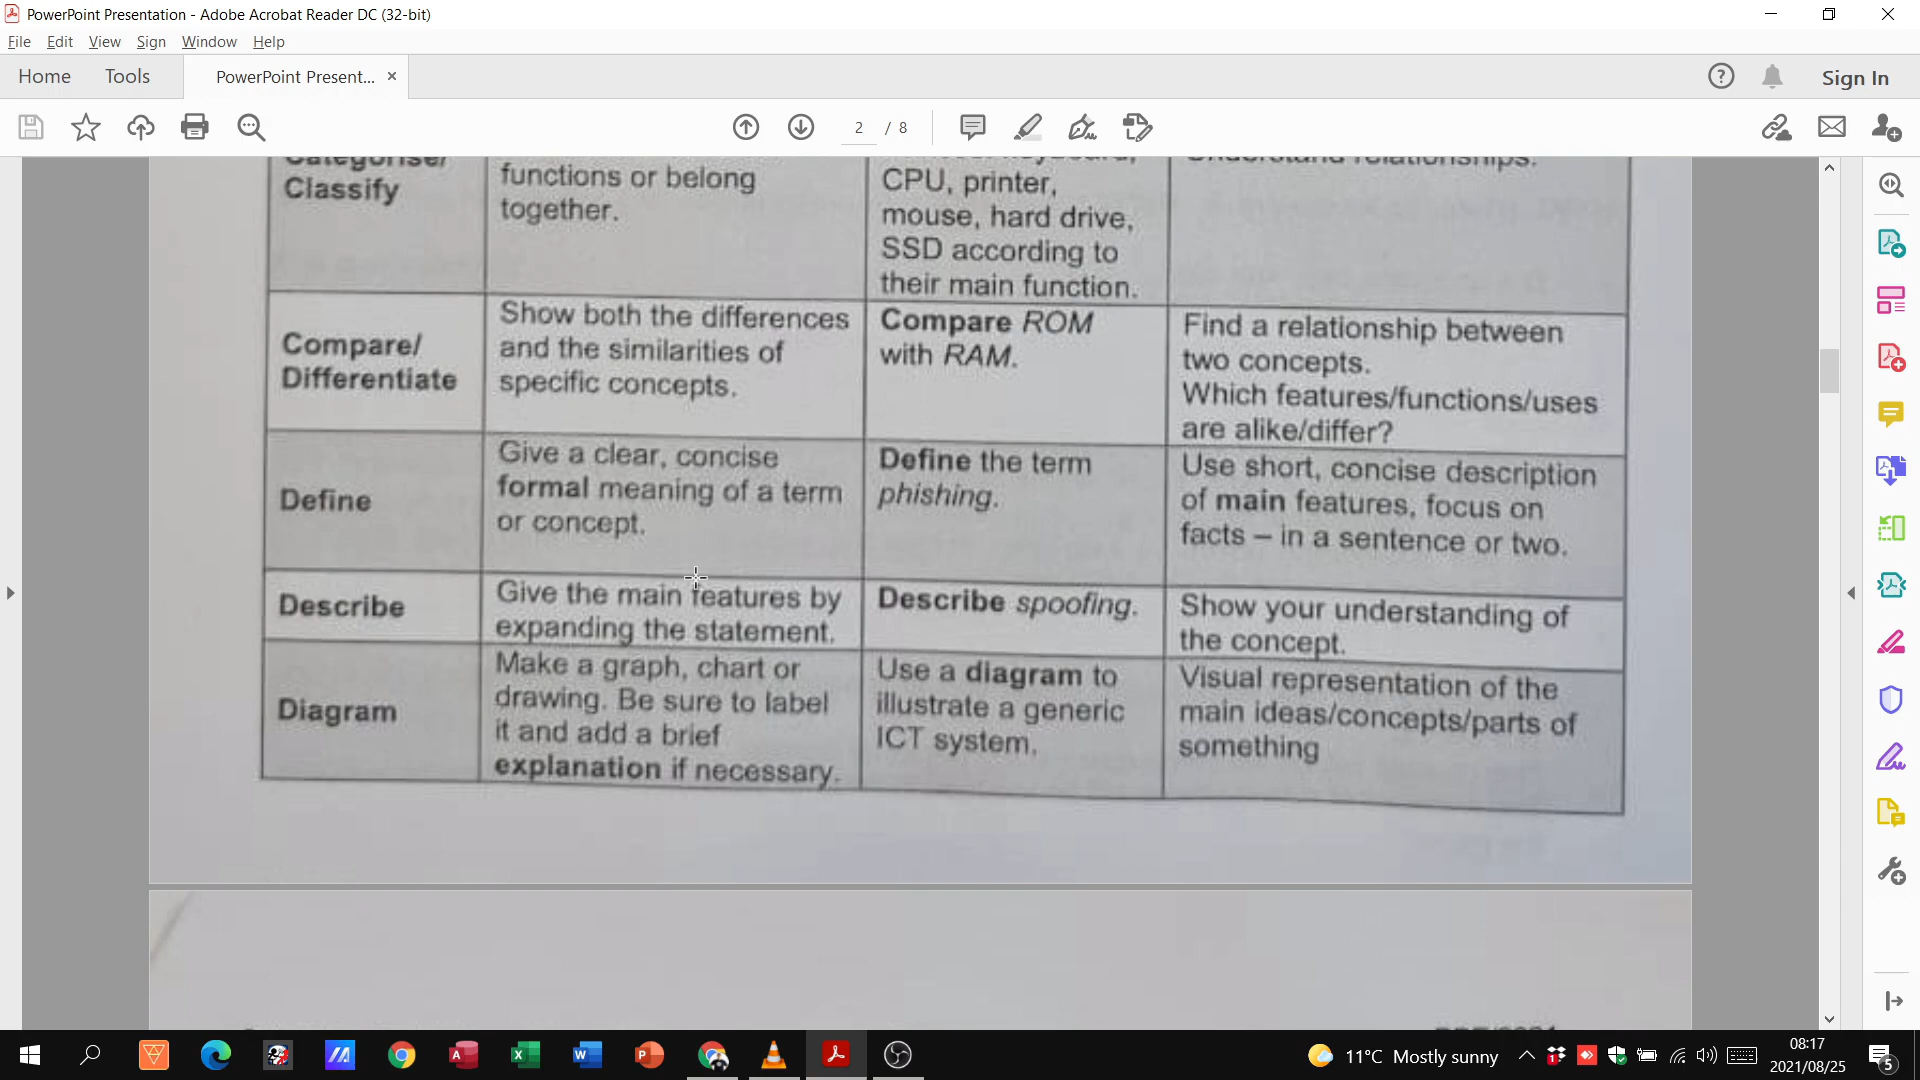 PowerPoint Presentation - Adobe Acrobat Reader DC (32-bit)
File Edit View Sign Window Help
Home Tools PowerPoint Present... × Sign In
2 / 8
Categorise/
Classify
functions or belong
together.
CPU, printer,
mouse, hard drive,
SSD according to
their main function.
Understand relationships.
Compare/
Differentiate
Show both the differences
and the similarities of
specific concepts.
Compare ROM
with RAM.
Find a relationship between
two concepts.
Which features/functions/uses
are alike/differ?
Define
Give a clear, concise
formal meaning of a term
or concept.
Define the term
phishing.
Use short, concise description
of main features, focus on
facts – in a sentence or two.
Describe
Give the main features by
expanding the statement.
Describe spoofing.
Show your understanding of
the concept.
Diagram
Make a graph, chart or
drawing. Be sure to label
it and add a brief
explanation if necessary.
Use a diagram to
illustrate a generic
ICT system.
Visual representation of the
main ideas/concepts/parts of
something
11°C Mostly sunny
08:17
2021/08/25
5